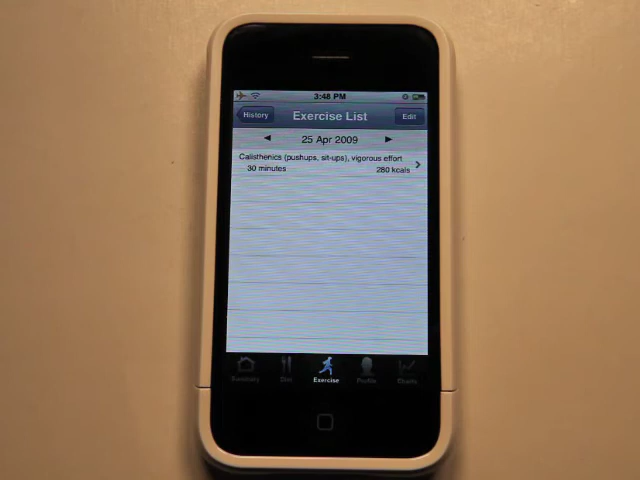 3:48 PM
History
Exercise List
Edit
25 Apr 2009
Calisthenics (pushups, sit-ups), vigorous effort
30 minutes
280 kcals
Summary
Diet
Exercise
Profile
Charts